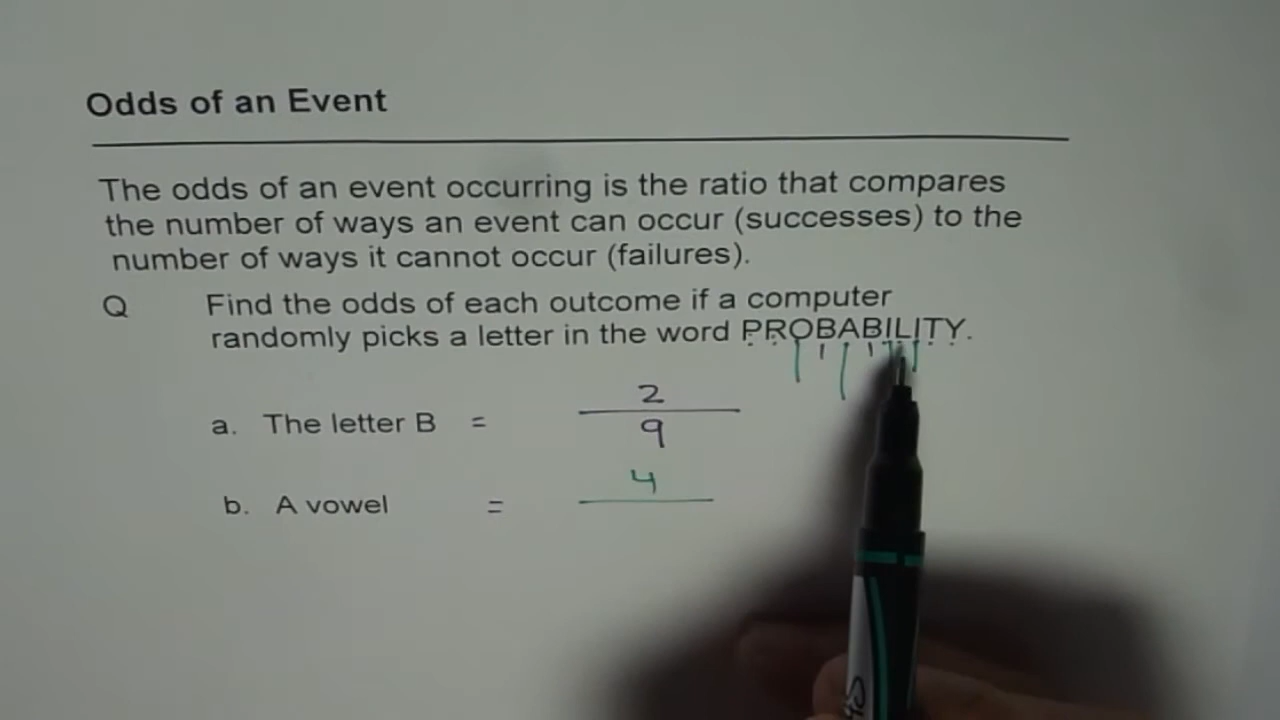 Odds of an Event
The odds of an event occurring is the ratio that compares
the number of ways an event can occur (successes) to the
number of ways it cannot occur (failures).
Q Find the odds of each outcome if a computer
randomly picks a letter in the word PROBABILITY.
a. The letter B = 2
9
b. A vowel = 4